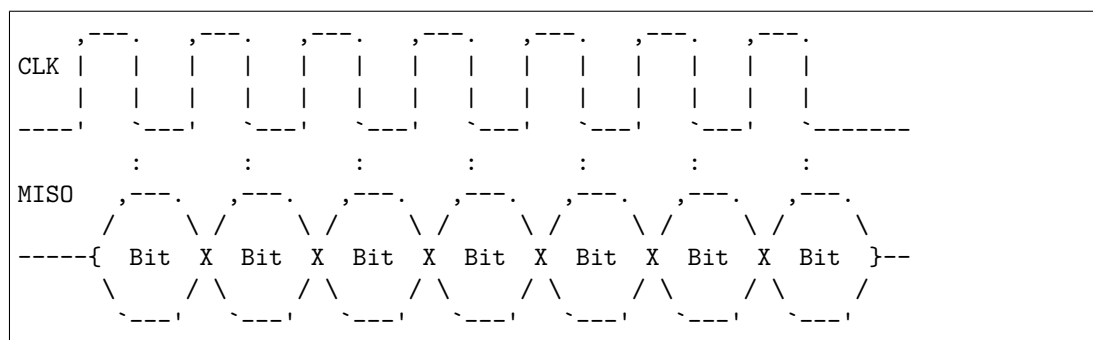 ,---.   ,---.   ,---.   ,---.   ,---.   ,---.   ,---.
CLK |   |   |   |   |   |   |   |   |   |   |   |   |   |
    |   |   |   |   |   |   |   |   |   |   |   |   |   |
----'   `---'   `---'   `---'   `---'   `---'   `---'   `-------
        :       :       :       :       :       :       :
MISO   ,---.   ,---.   ,---.   ,---.   ,---.   ,---.   ,---.
      /     \ /     \ /     \ /     \ /     \ /     \ /     \
-----{  Bit  X  Bit  X  Bit  X  Bit  X  Bit  X  Bit  X  Bit  }--
      \     / \     / \     / \     / \     / \     / \     /
       `---'   `---'   `---'   `---'   `---'   `---'   `---'